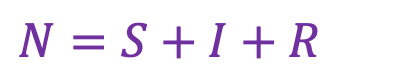 N = S + I + R